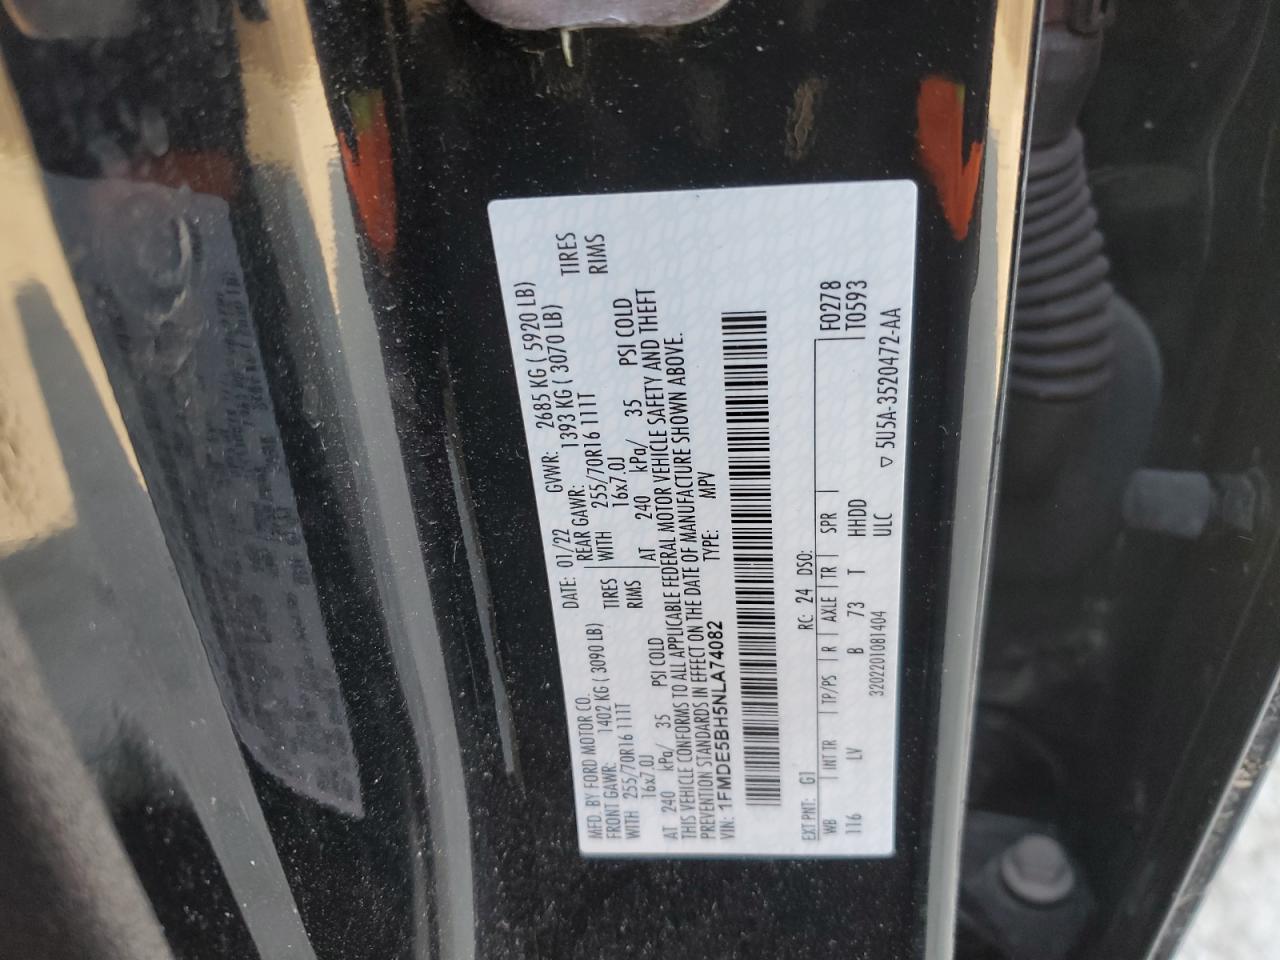 MFD. BY FORD MOTOR CO.
DATE: 01/22 GVWR: 2685 KG ( 5920 LB)
FRONT GAWR: 1402 KG ( 3090 LB) REAR GAWR: 1393 KG ( 3070 LB)
WITH 255/70R16 111T TIRES WITH 255/70R16 111T TIRES
16x7.0J RIMS 16x7.0J RIMS
AT 240 kPa/ 35 PSI COLD AT 240 kPa/ 35 PSI COLD
THIS VEHICLE CONFORMS TO ALL APPLICABLE FEDERAL MOTOR VEHICLE SAFETY AND THEFT
PREVENTION STANDARDS IN EFFECT ON THE DATE OF MANUFACTURE SHOWN ABOVE.
VIN: 1FMDE5BH5NLA74082 TYPE: MPV
EXT PNT: G1 RC: 24 DSO: F0278
WB INT TR TP/PS R AXLE TR SPR T0593
116 LV B 73 T HHDD
3202201081404 ULC ▽ 5U5A-3520472-AA